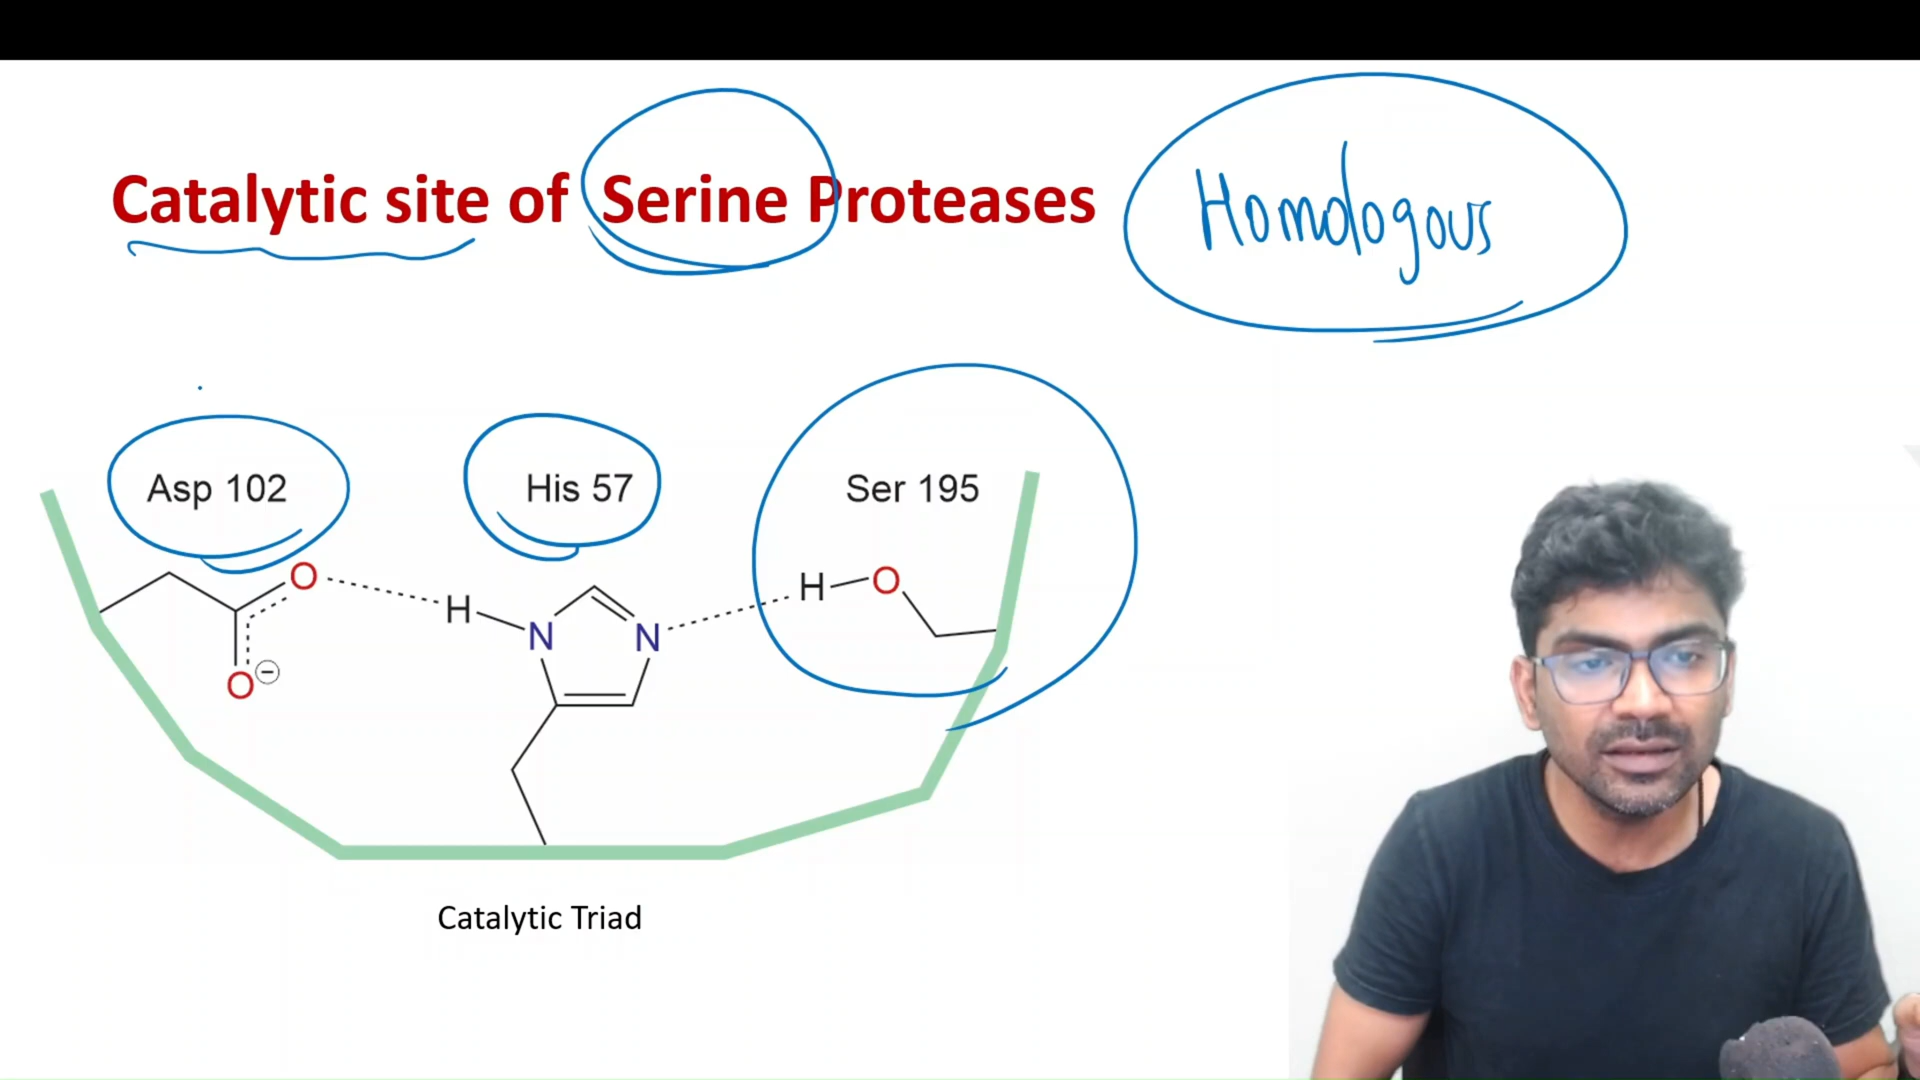 Catalytic site of Serine Proteases
Homologous
Asp 102
His 57
Ser 195
O
H
N
N
H
O
O
−
Catalytic Triad